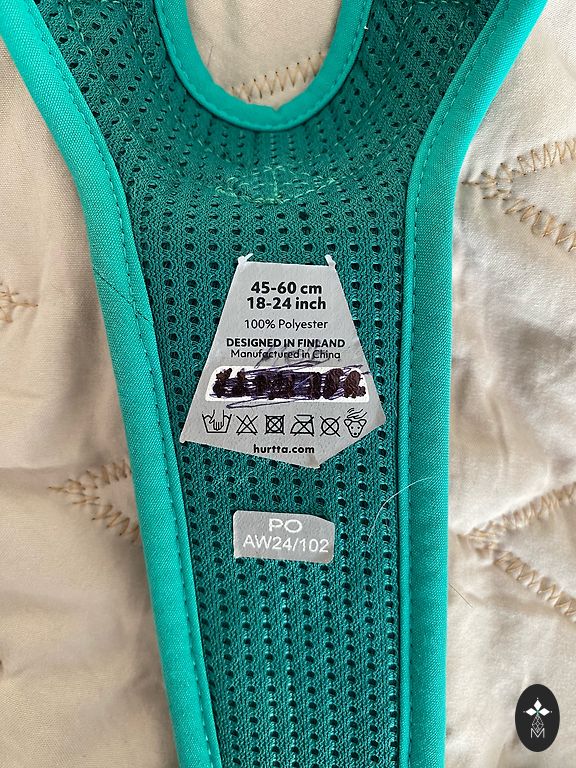 45-60 cm
18-24 inch
100% Polyester
DESIGNED IN FINLAND
Manufactured in China
hurtta.com
PO
AW24/102
M